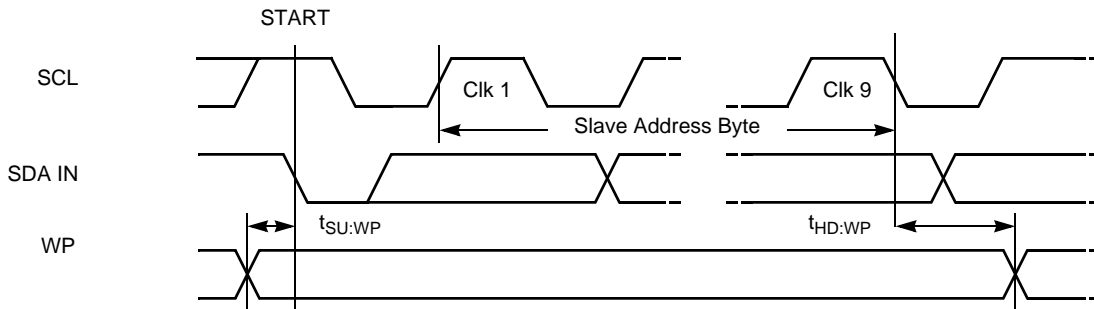 START
SCL
Clk 1
Clk 9
Slave Address Byte
SDA IN
tSU:WP
tHD:WP
WP